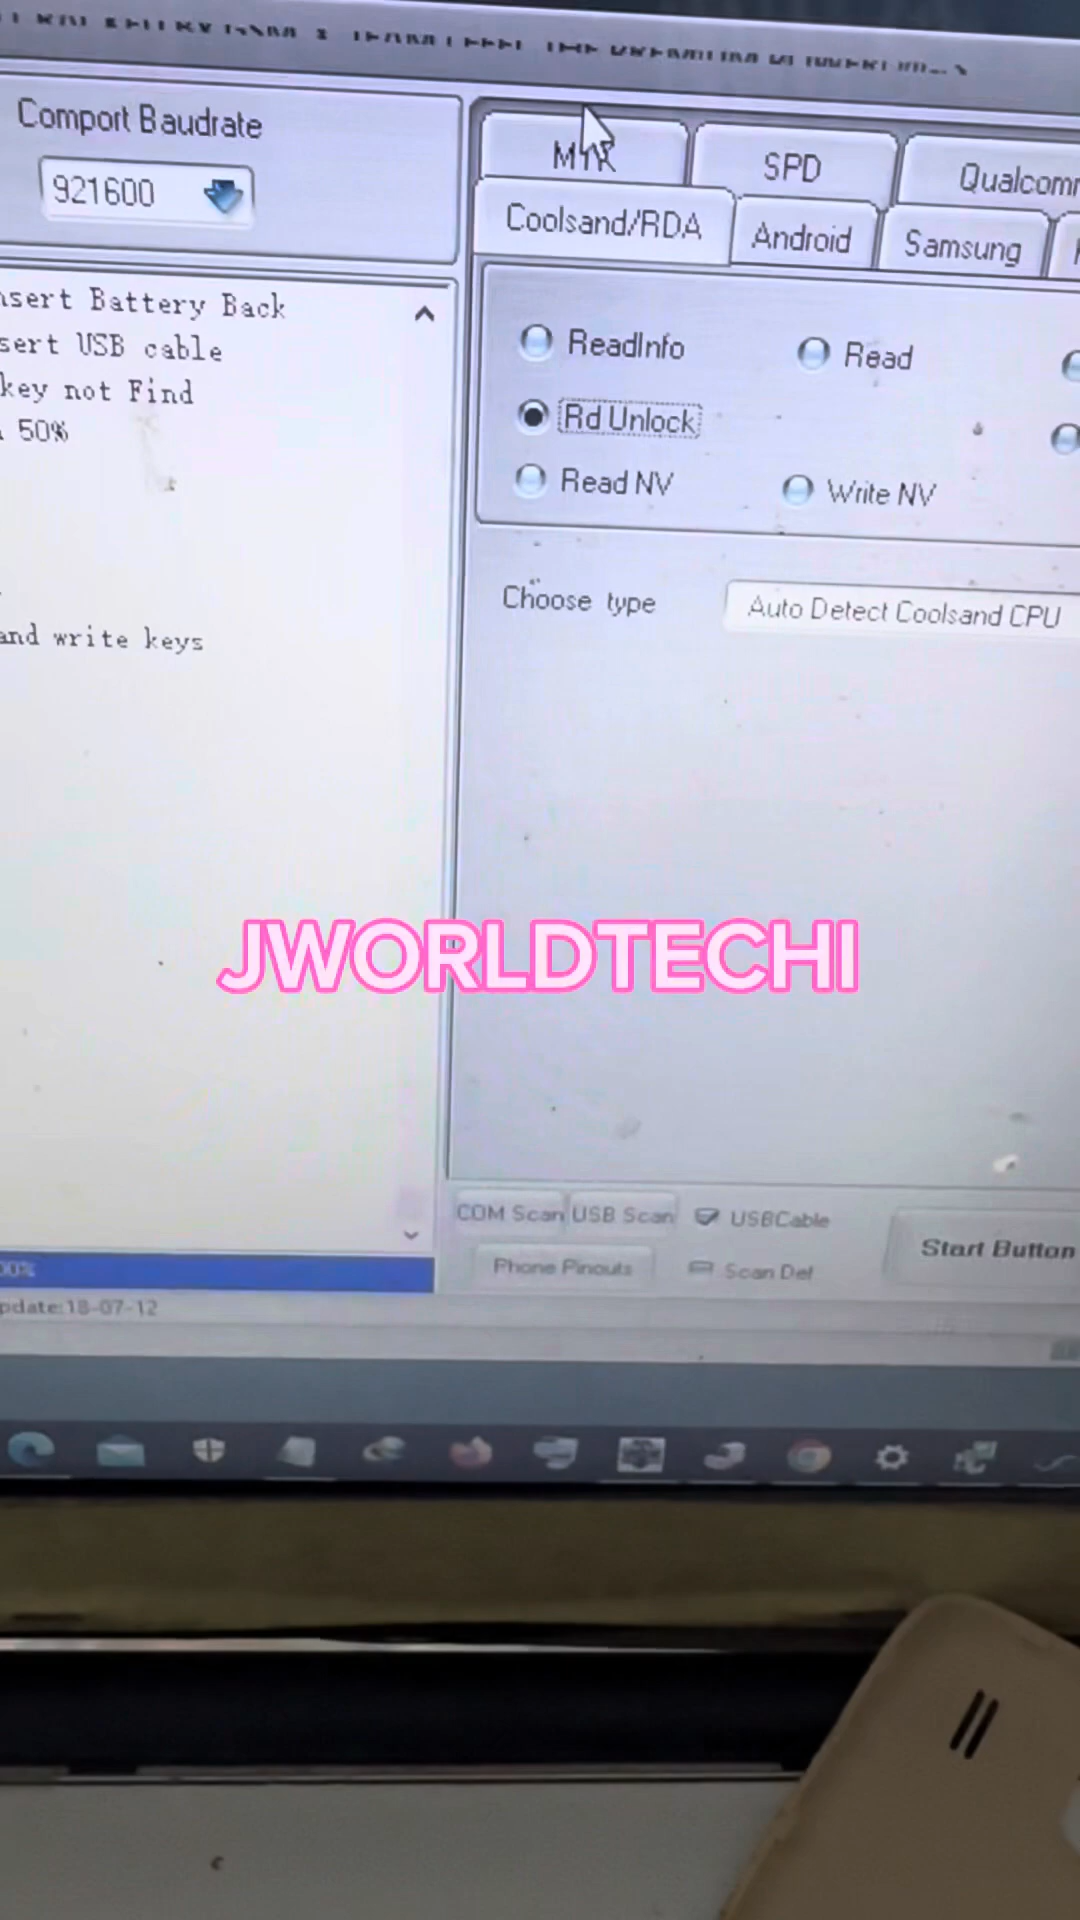 Comport Baudrate
921600
MTK
SPD
Qualcomm
Coolsand/RDA
Android
Samsung
nsert Battery Back
sert USB cable
key not Find
50%
and write keys
ReadInfo
Read
Rd Unlock
Read NV
Write NV
Choose type
Auto Detect Coolsand CPU
JWORLDTECHI
COM Scan
USB Scan
USBCable
Start Button
Phone Pinouts
Scan Def
00%
pdate:18-07-12